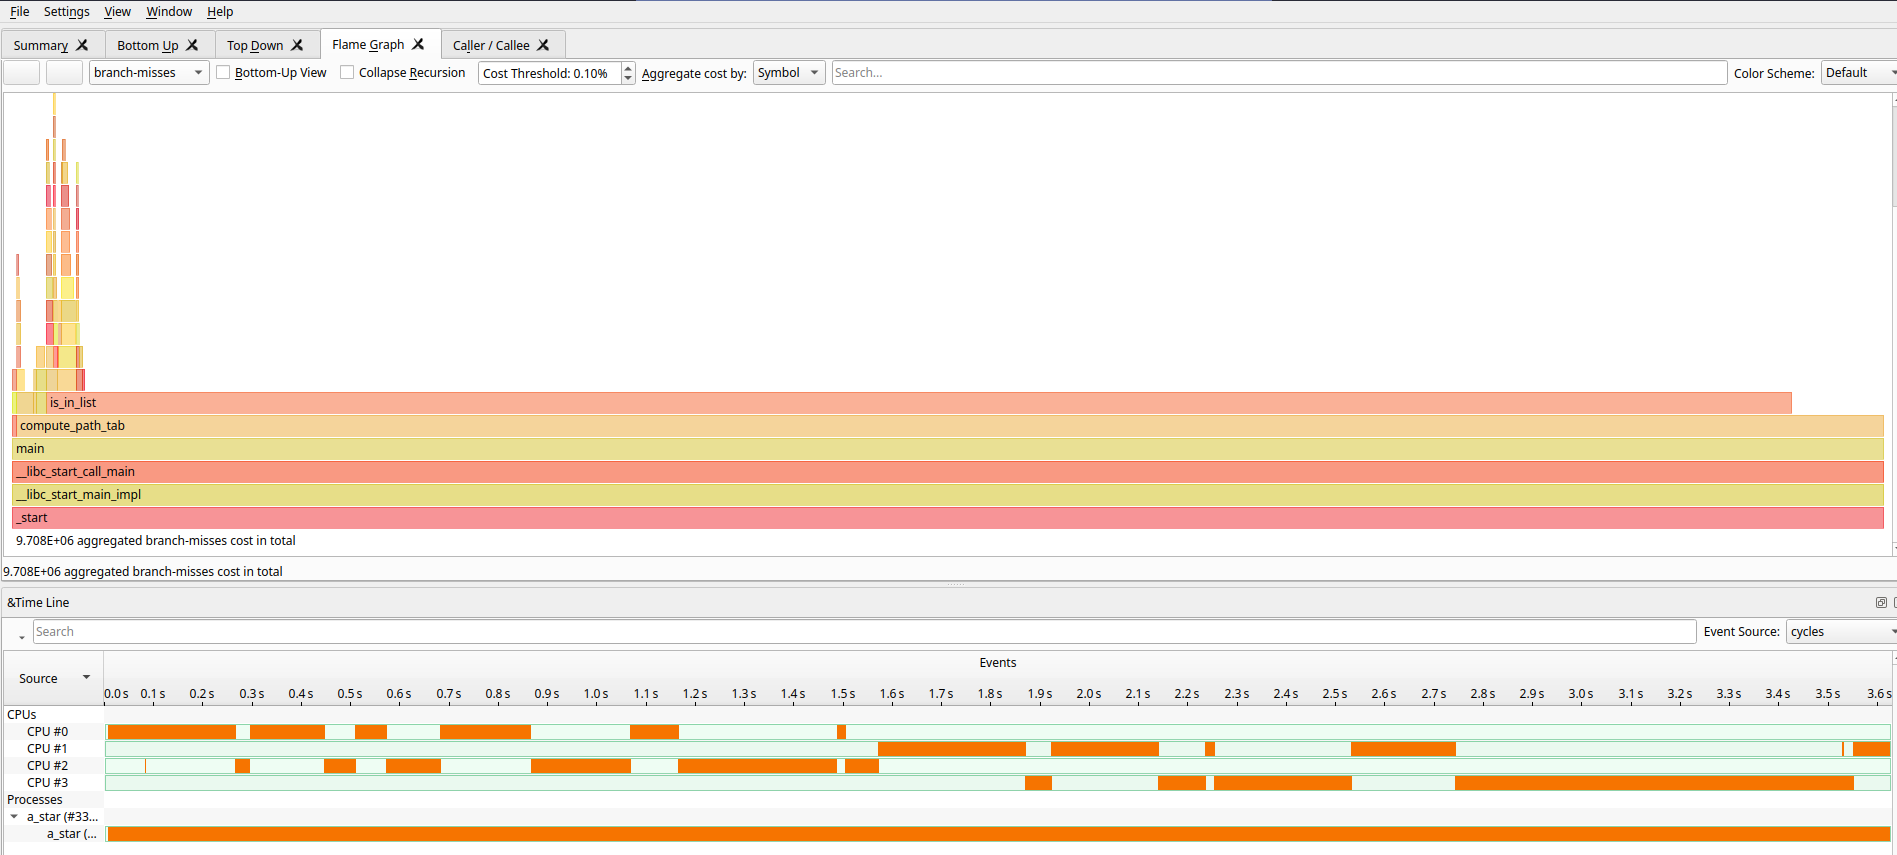 File Settings View Window Help
Summary Bottom Up Top Down Flame Graph Caller / Callee
branch-misses Bottom-Up View Collapse Recursion Cost Threshold: 0.10% Aggregate cost by: Symbol Search... Color Scheme: Default
is_in_list
compute_path_tab
main
__libc_start_call_main
__libc_start_main_impl
_start
9.708E+06 aggregated branch-misses cost in total
9.708E+06 aggregated branch-misses cost in total
&Time Line
Search Event Source: cycles
Source Events
0.0 s 0.1 s 0.2 s 0.3 s 0.4 s 0.5 s 0.6 s 0.7 s 0.8 s 0.9 s 1.0 s 1.1 s 1.2 s 1.3 s 1.4 s 1.5 s 1.6 s 1.7 s 1.8 s 1.9 s 2.0 s 2.1 s 2.2 s 2.3 s 2.4 s 2.5 s 2.6 s 2.7 s 2.8 s 2.9 s 3.0 s 3.1 s 3.2 s 3.3 s 3.4 s 3.5 s 3.6 s
CPUs
CPU #0
CPU #1
CPU #2
CPU #3
Processes
a_star (#33...
a_star (...